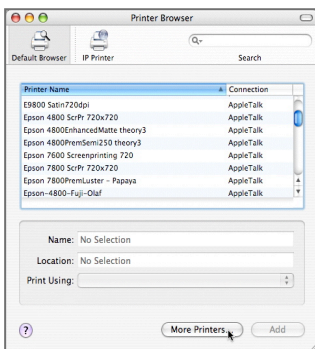 Printer Browser
Default Browser
IP Printer
Search
Printer Name Connection
E9800 Satin720dpi AppleTalk
Epson 4800 ScrPr 720x720 AppleTalk
Epson 4800EnhancedMatte theory3 AppleTalk
Epson 4800PremSemi250 theory3 AppleTalk
Epson 7600 Screenprinting 720 AppleTalk
Epson 7800 ScrPr 720x720 AppleTalk
Epson 7800PremLuster - Papaya AppleTalk
Epson-4800-Fuji-Olaf AppleTalk
Name: No Selection
Location: No Selection
Print Using:
? More Printers... Add